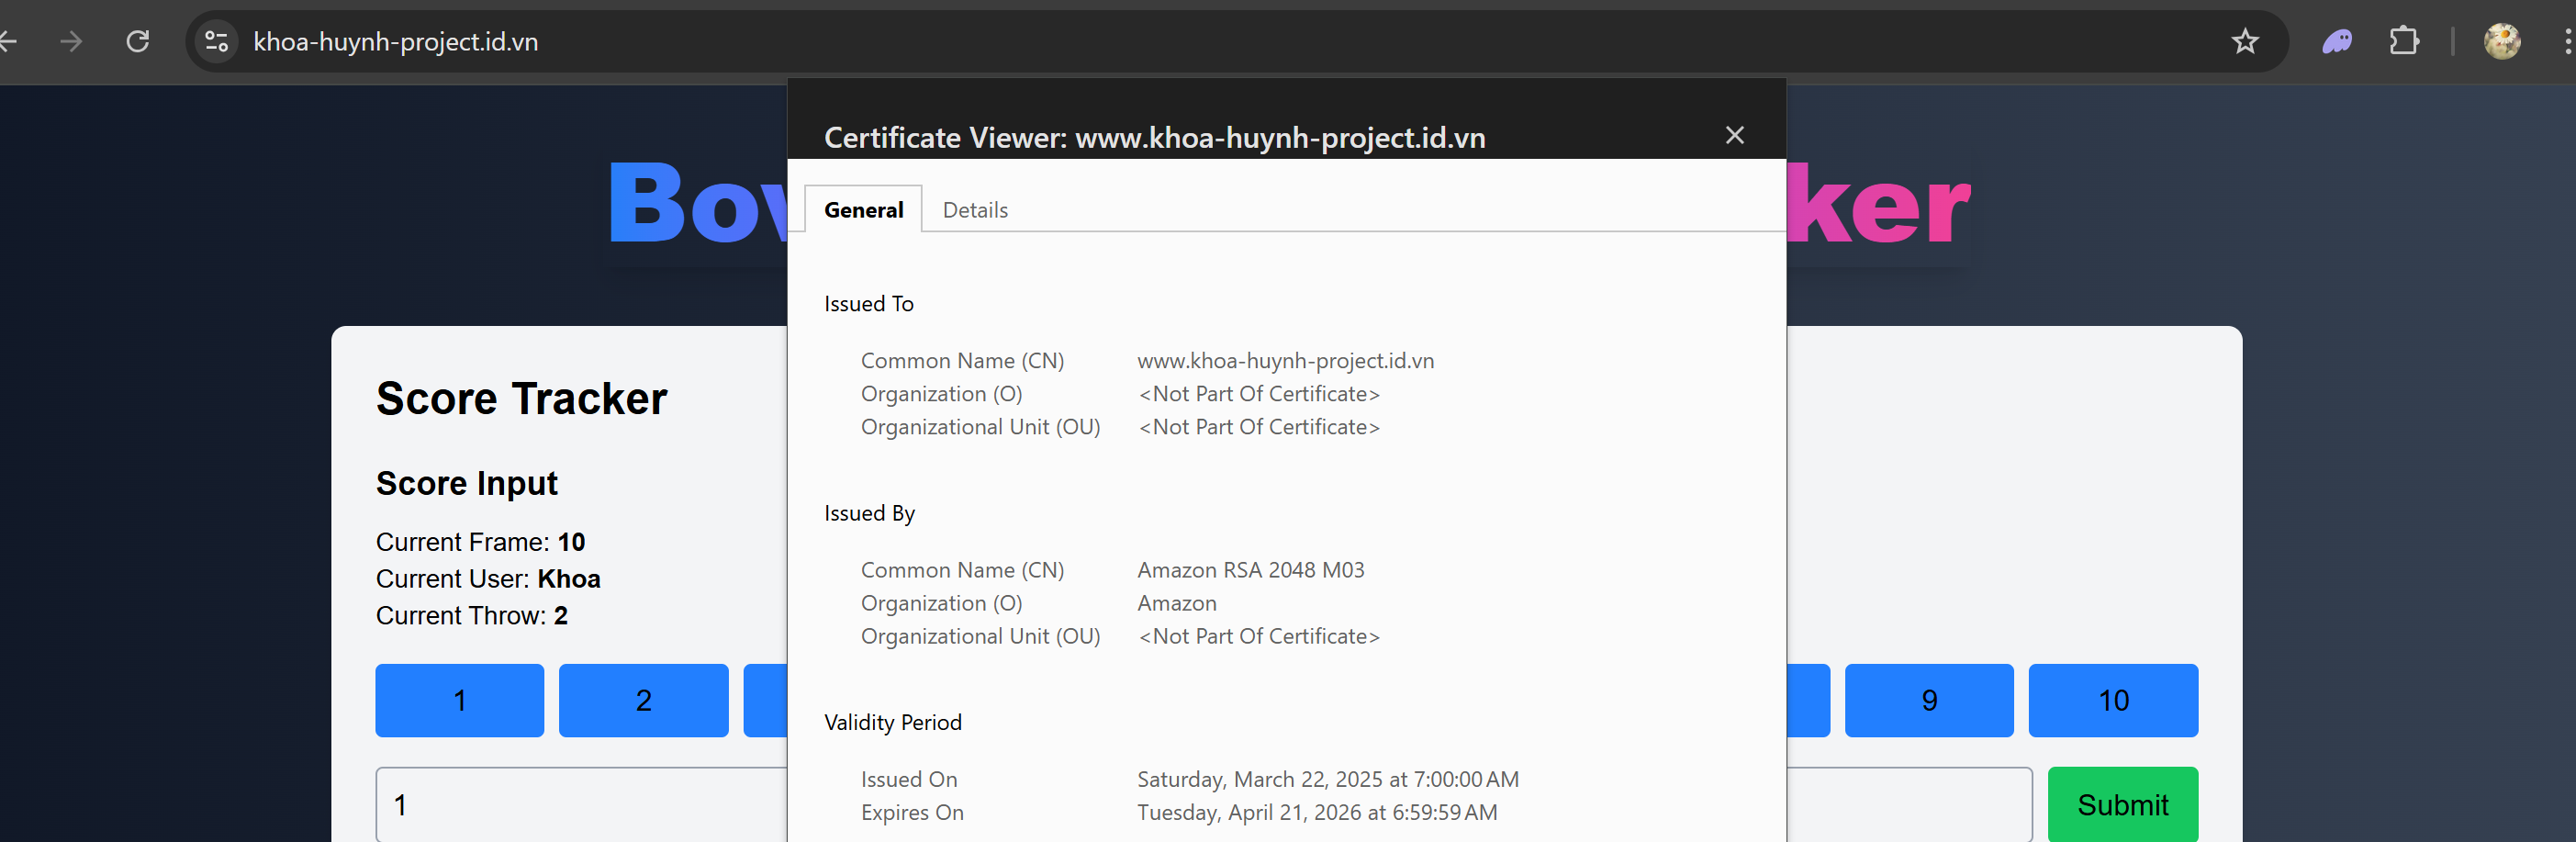 khoa-huynh-project.id.vn
Certificate Viewer: www.khoa-huynh-project.id.vn
General Details
Issued To
Common Name (CN) www.khoa-huynh-project.id.vn
Organization (O) <Not Part Of Certificate>
Organizational Unit (OU) <Not Part Of Certificate>
Issued By
Common Name (CN) Amazon RSA 2048 M03
Organization (O) Amazon
Organizational Unit (OU) <Not Part Of Certificate>
Validity Period
Issued On Saturday, March 22, 2025 at 7:00:00 AM
Expires On Tuesday, April 21, 2026 at 6:59:59 AM
Score Tracker
Score Input
Current Frame: 10
Current User: Khoa
Current Throw: 2
1 2 9 10
1 Submit